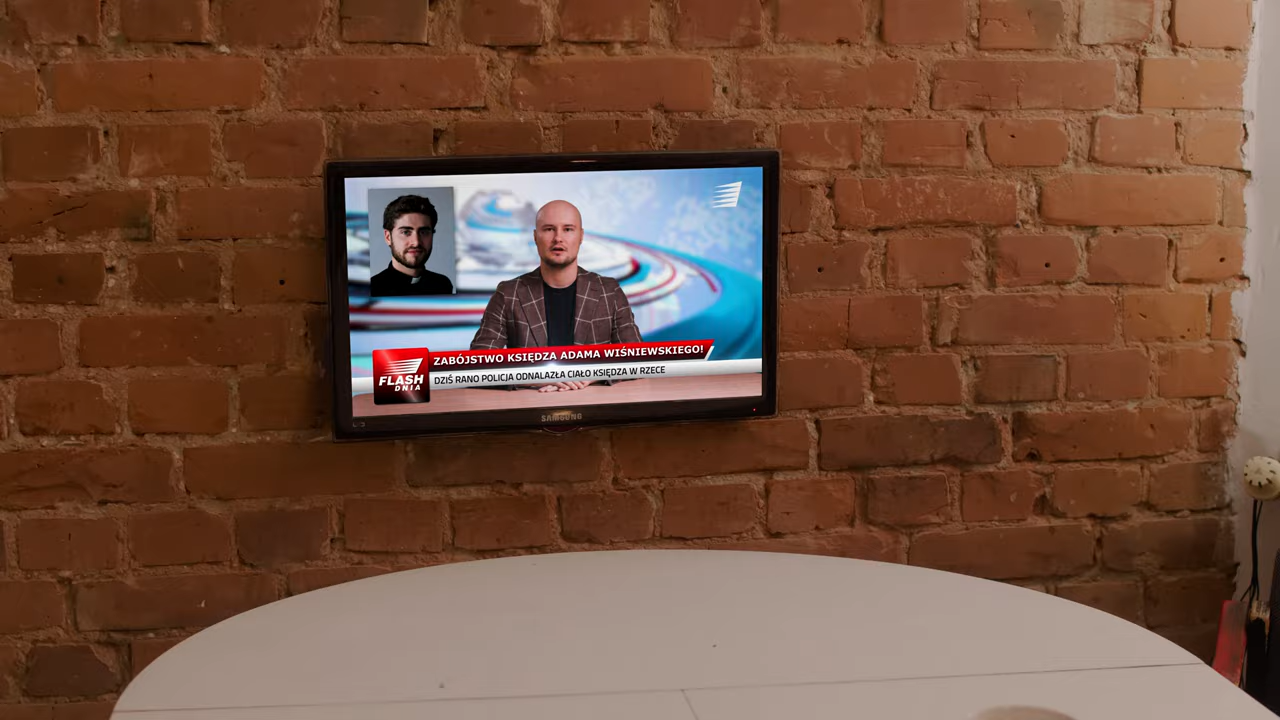 ZABÓJSTWO KSIĘDZA ADAMA WIŚNIEWSKIEGO!
DZIŚ RANO POLICJA ODNALAZŁA CIAŁO KSIĘDZA W RZECE
FLASH
DNIA
SAMSUNG